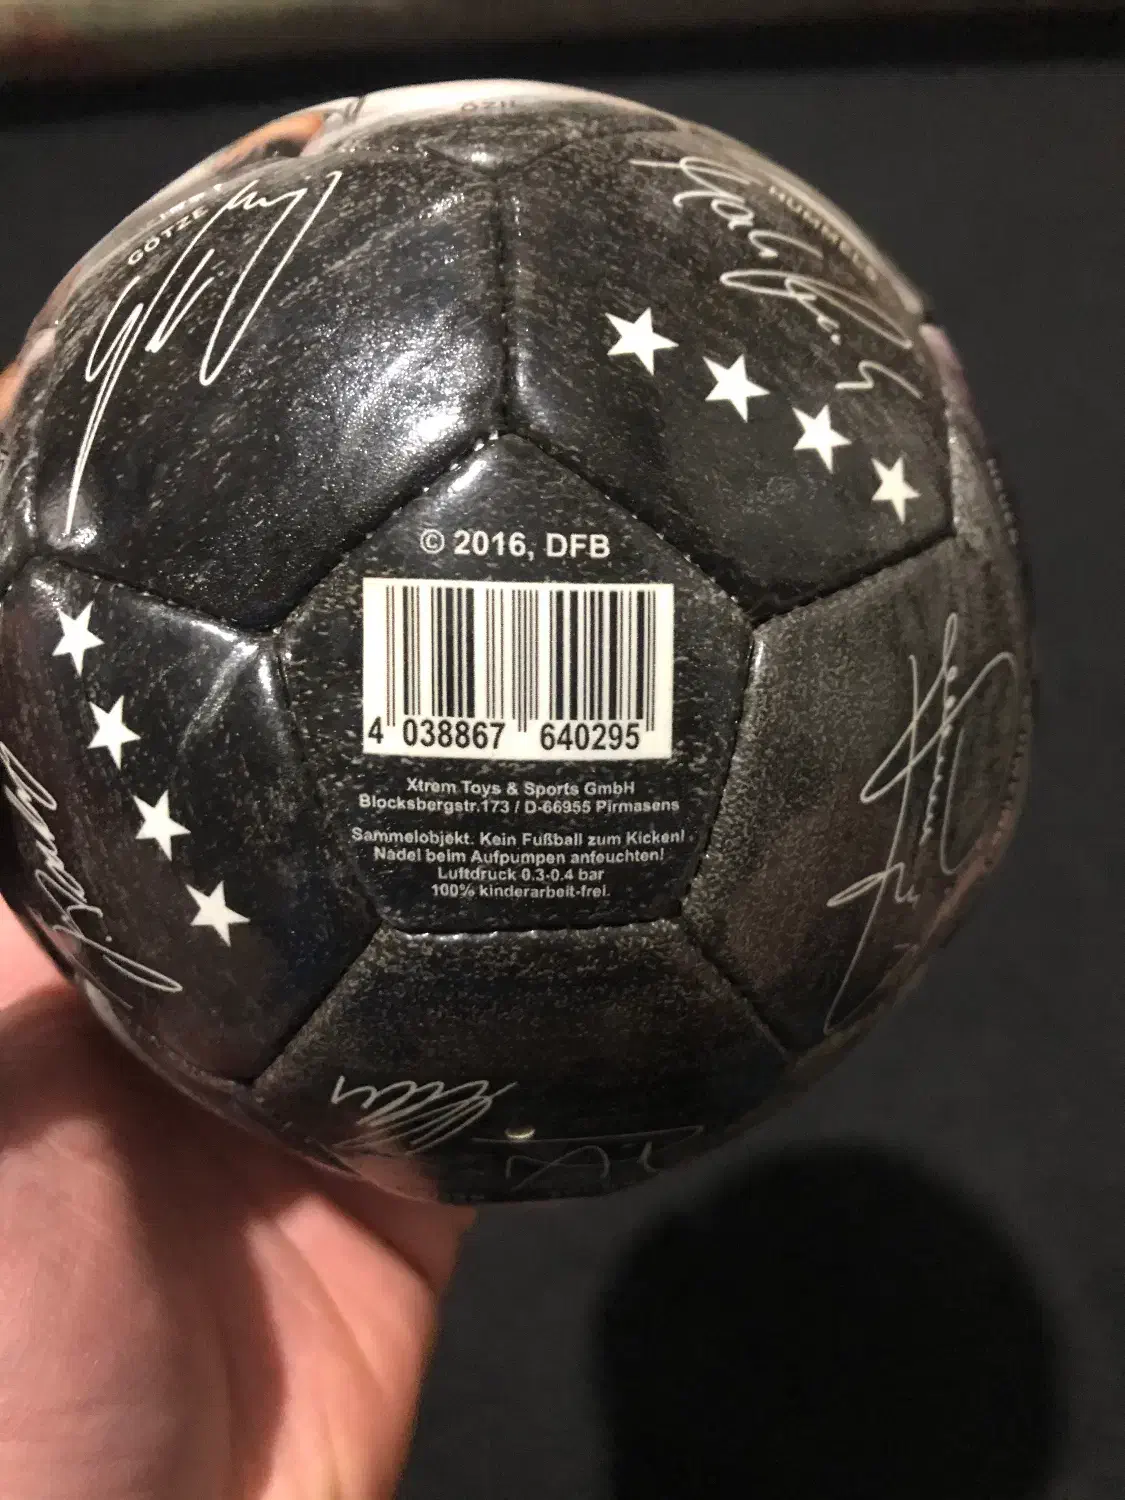 ÖZIL
GÖTZE
HUMMELS
© 2016, DFB
4 038867 640295
Xtrem Toys & Sports GmbH
Blocksbergstr.173 / D-66955 Pirmasens
Sammelobjekt. Kein Fußball zum Kicken!
Nadel beim Aufpumpen anfeuchten!
Luftdruck 0.3-0.4 bar
100% kinderarbeit-frei.